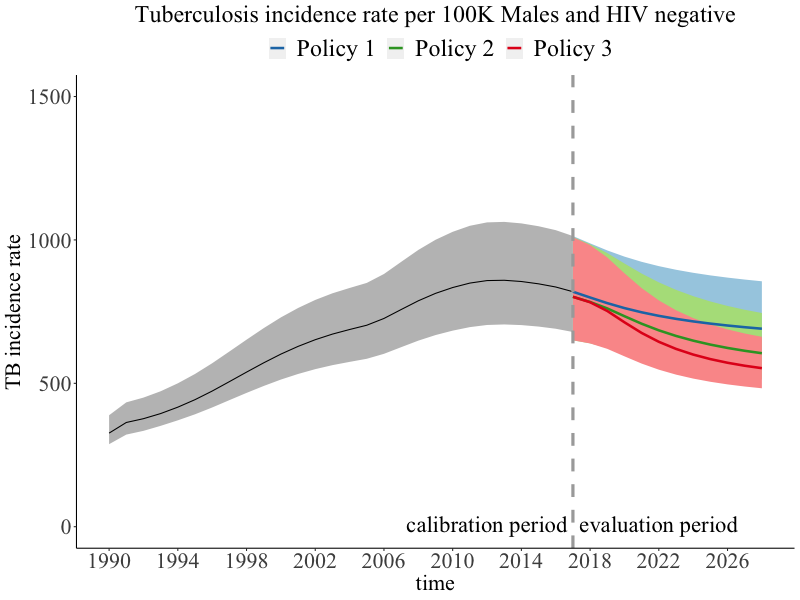 Tuberculosis incidence rate per 100K Males and HIV negative
Policy 1 Policy 2 Policy 3
TB incidence rate
1500
1000
500
0
calibration period evaluation period
1990 1994 1998 2002 2006 2010 2014 2018 2022 2026
time